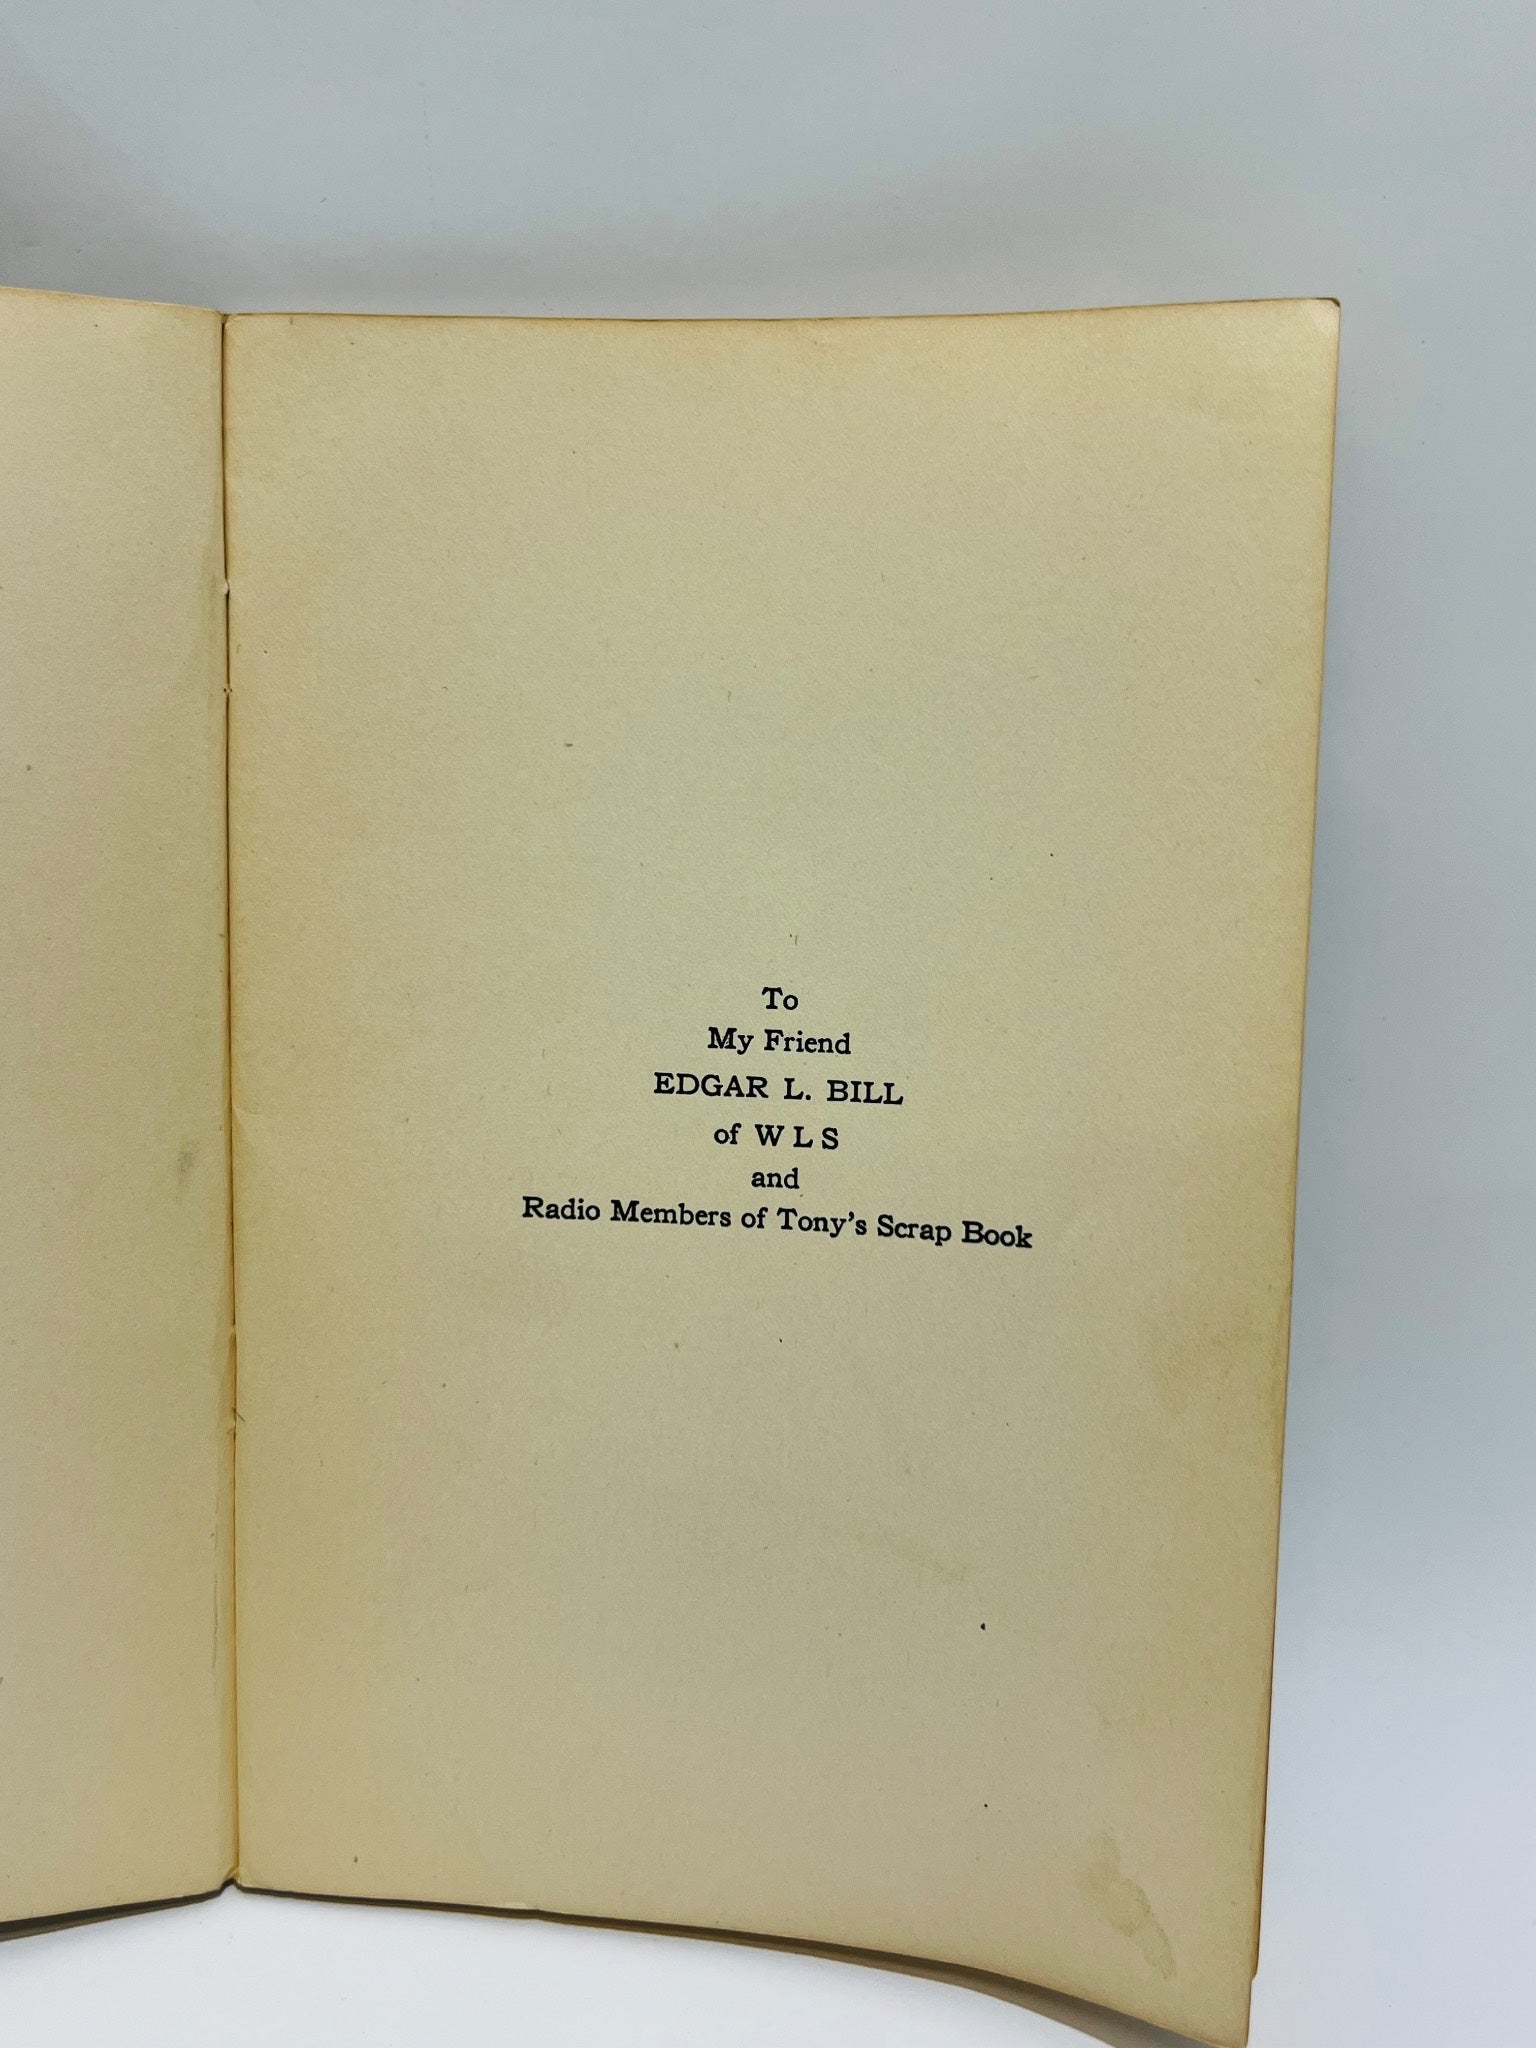 To
My Friend
EDGAR L. BILL
of W L S
and
Radio Members of Tony's Scrap Book